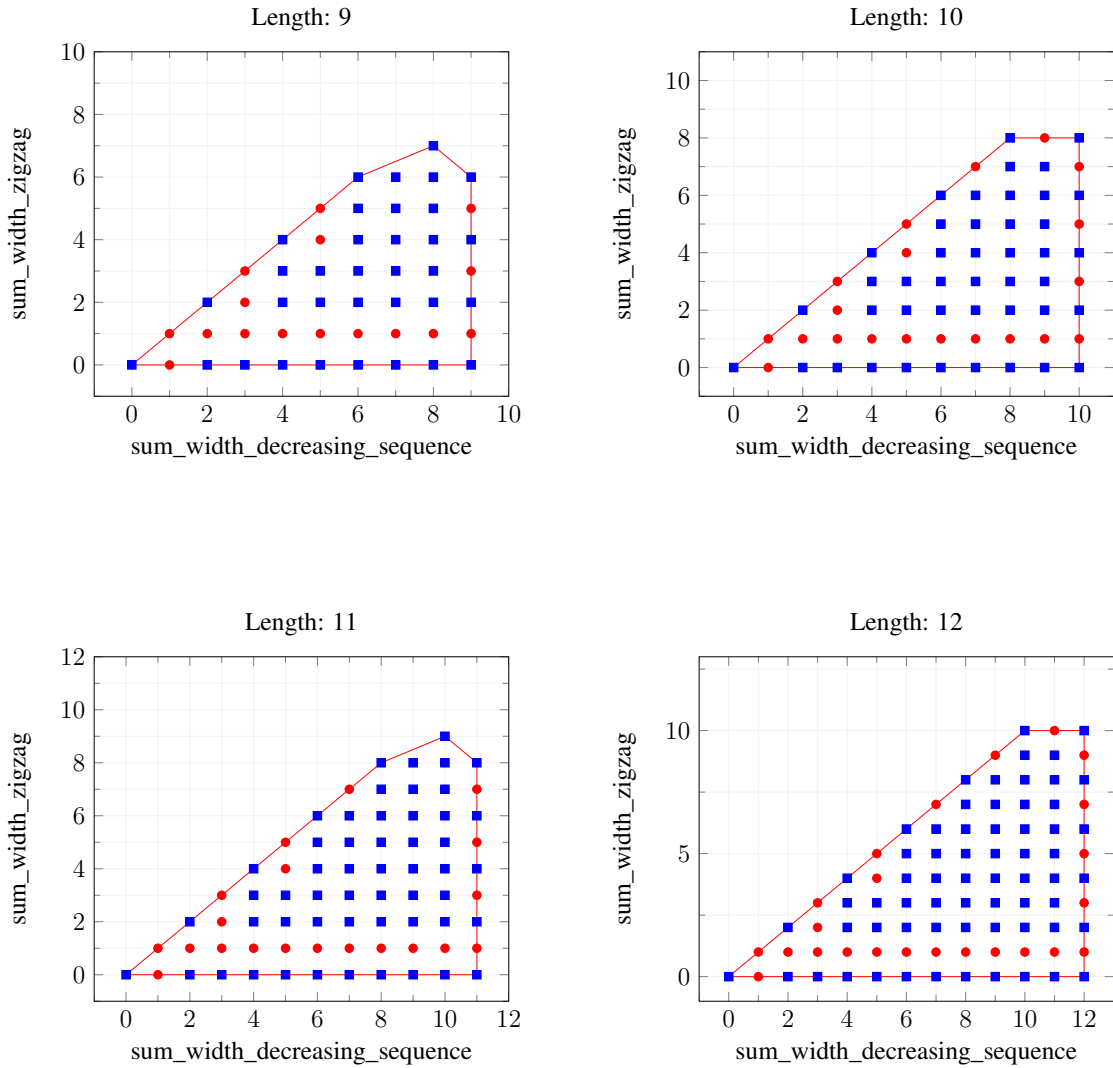 Length: 9
10
8
6
4
2
0
sum_width_zigzag
0 2 4 6 8 10
sum_width_decreasing_sequence
Length: 10
10
8
6
4
2
0
sum_width_zigzag
0 2 4 6 8 10
sum_width_decreasing_sequence
Length: 11
12
10
8
6
4
2
0
sum_width_zigzag
0 2 4 6 8 10 12
sum_width_decreasing_sequence
Length: 12
10
5
0
sum_width_zigzag
0 2 4 6 8 10 12
sum_width_decreasing_sequence